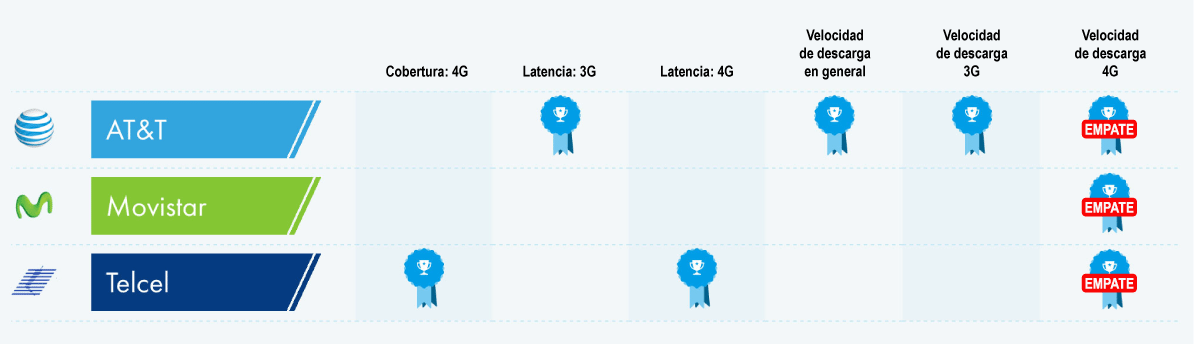 Cobertura: 4G
Latencia: 3G
Latencia: 4G
Velocidad
de descarga
en general
Velocidad
de descarga
3G
Velocidad
de descarga
4G
AT&T
EMPATE
Movistar
EMPATE
Telcel
EMPATE